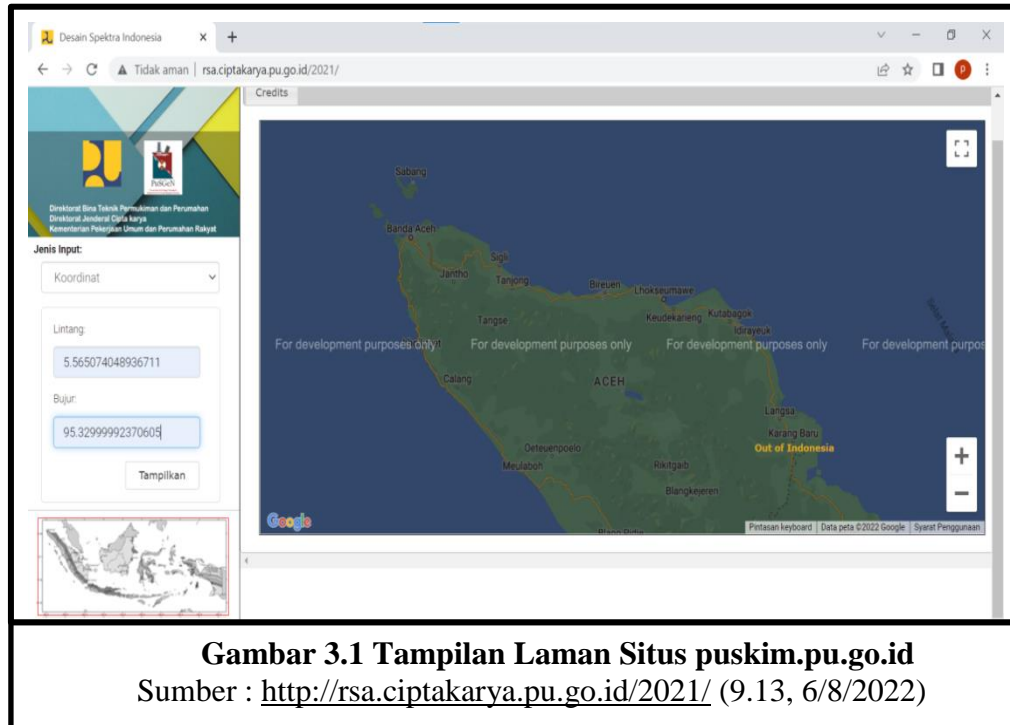 Desain Spektra Indonesia
Tidak aman | rsa.ciptakarya.pu.go.id/2021/
Credits
PuSGeN
Direktorat Bina Teknik Permukiman dan Perumahan
Direktorat Jenderal Cipta karya
Kementerian Pekerjaan Umum dan Perumahan Rakyat
Jenis Input:
Koordinat
Lintang:
5.565074048936711
Bujur:
95.32999992370605
Tampilkan
Sabang
Banda Aceh
Sigli
Jantho
Tanjong
Bireuen
Lhokseumawe
Keudekarieng
Kutabagok
Idirayeuk
Tangse
For development purposes only
For development purposes only
For development purposes only
For development purpos
Calang
ACEH
Langsa
Karang Baru
Out of Indonesia
Deteuenpoelo
Meulaboh
Rikitgaib
Blangkejeren
Google
Pintasan keyboard
Data peta ©2022 Google
Syarat Penggunaan
Gambar 3.1 Tampilan Laman Situs puskim.pu.go.id
Sumber : http://rsa.ciptakarya.pu.go.id/2021/ (9.13, 6/8/2022)